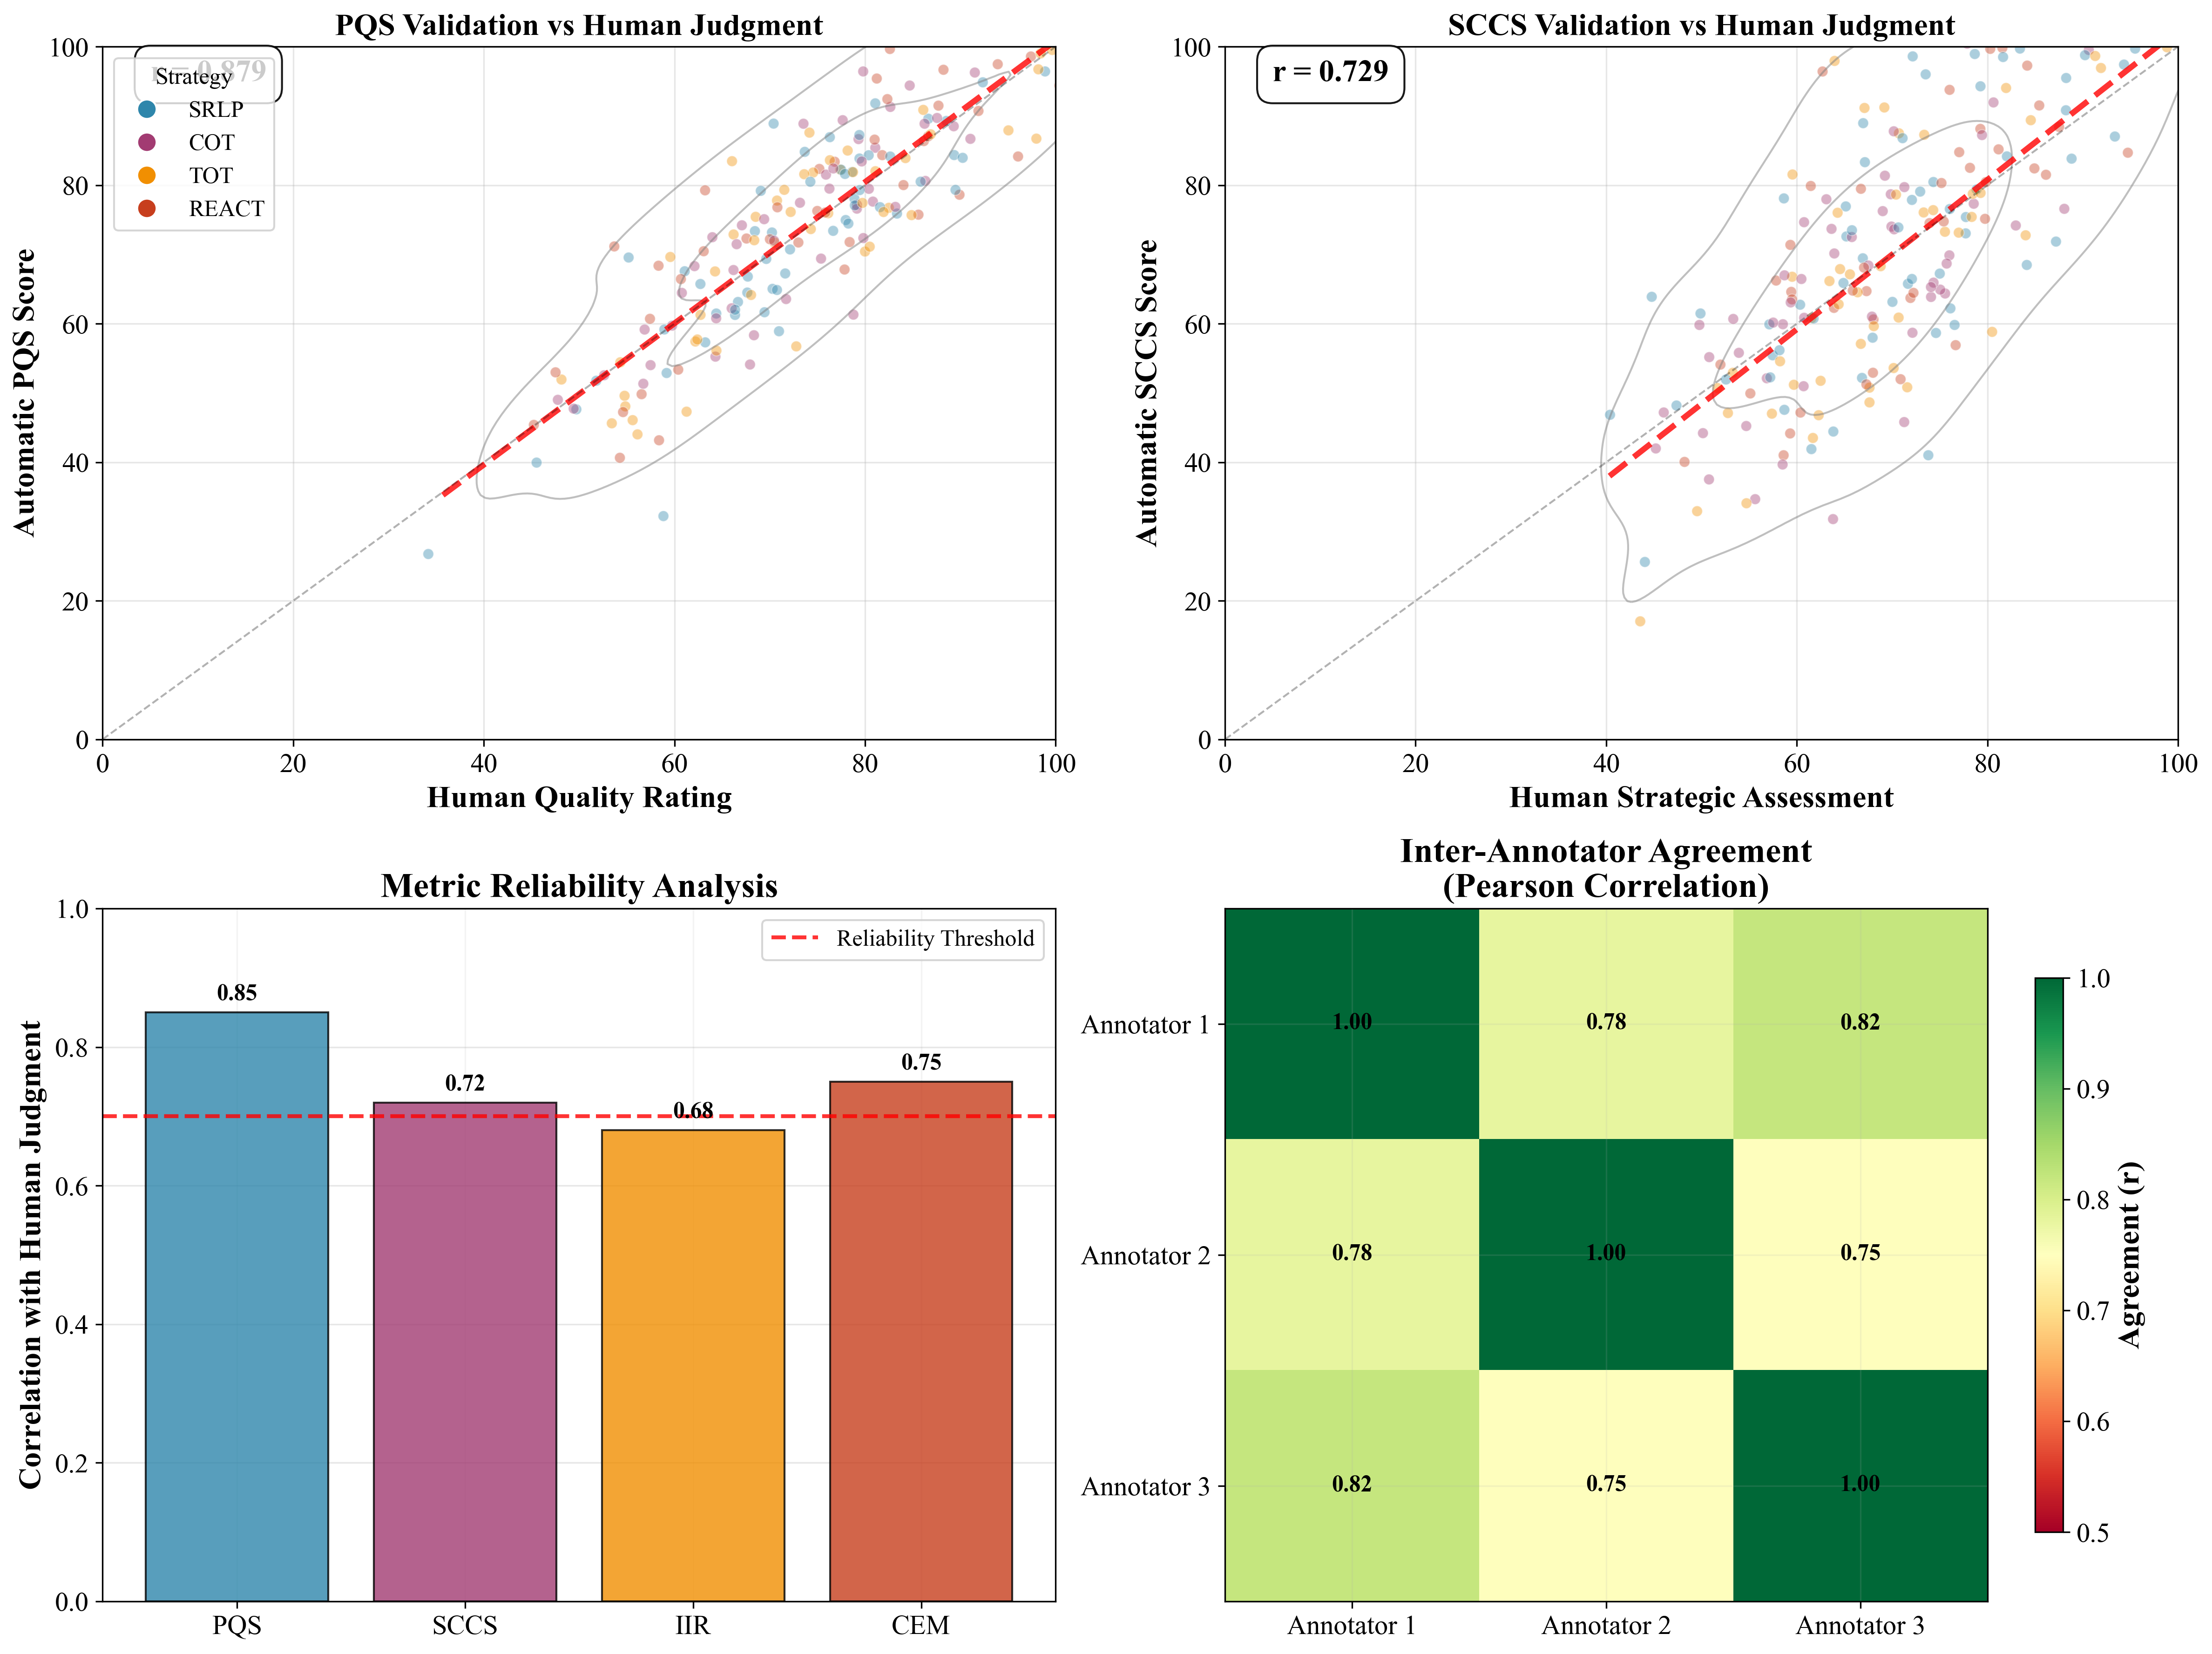 PQS Validation vs Human Judgment
r = 0.879
Strategy
SRLP
COT
TOT
REACT
100
80
60
40
20
0
0 20 40 60 80 100
Automatic PQS Score
Human Quality Rating
SCCS Validation vs Human Judgment
r = 0.729
100
80
60
40
20
0
0 20 40 60 80 100
Automatic SCCS Score
Human Strategic Assessment
Metric Reliability Analysis
Reliability Threshold
1.0
0.8
0.6
0.4
0.2
0.0
0.85
0.72
0.68
0.75
PQS SCCS IIR CEM
Correlation with Human Judgment
Inter-Annotator Agreement
(Pearson Correlation)
Annotator 1 1.00 0.78 0.82
Annotator 2 0.78 1.00 0.75
Annotator 3 0.82 0.75 1.00
Annotator 1 Annotator 2 Annotator 3
1.0
0.9
0.8
0.7
0.6
0.5
Agreement (r)